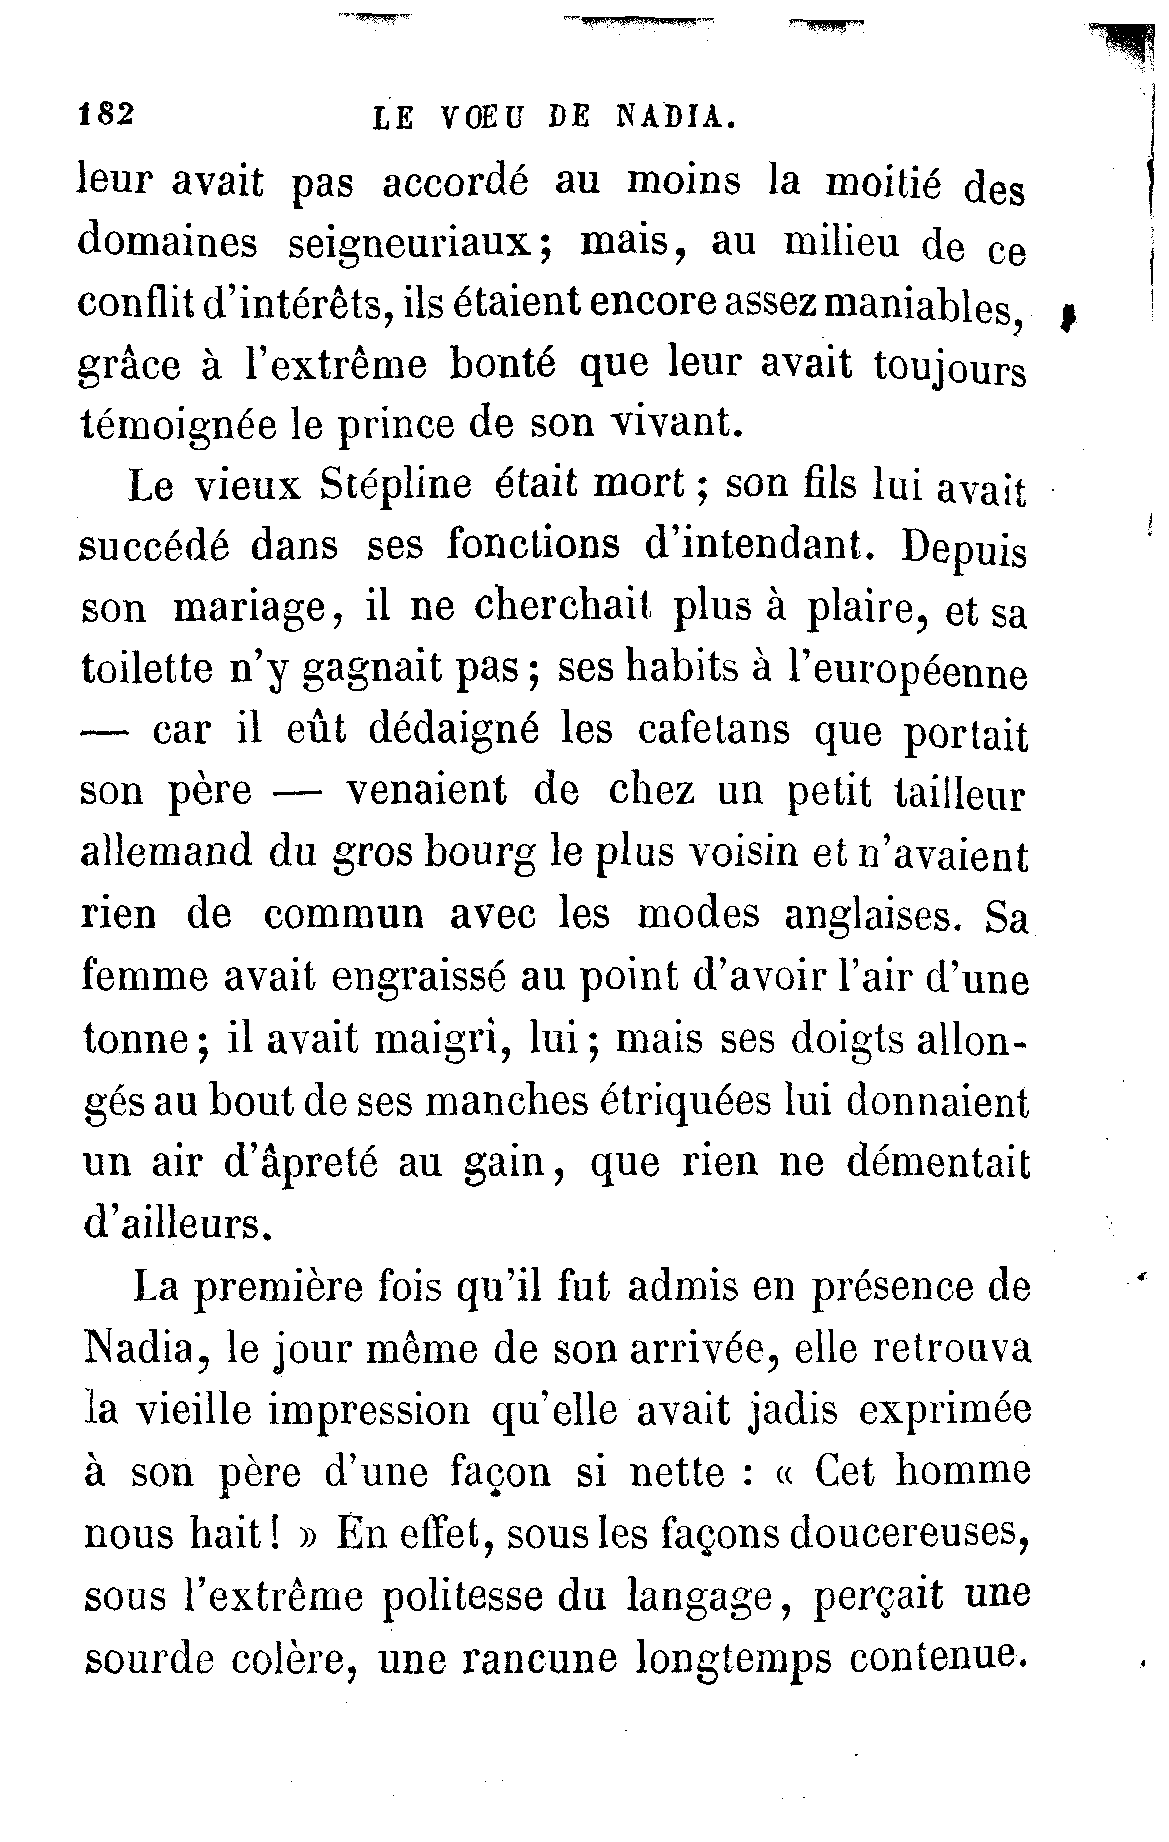 182 LE VŒU DE NADIA.
leur avait pas accordé au moins la moitié des
domaines seigneuriaux; mais, au milieu de ce
conflit d'intérêts, ils étaient encore assez maniables,
grâce à l'extrême bonté que leur avait toujours
témoignée le prince de son vivant.
Le vieux Stépline était mort; son fils lui avait
succédé dans ses fonctions d'intendant. Depuis
son mariage, il ne cherchait plus à plaire, et sa
toilette n'y gagnait pas; ses habits à l'européenne
— car il eût dédaigné les cafetans que portait
son père — venaient de chez un petit tailleur
allemand du gros bourg le plus voisin et n'avaient
rien de commun avec les modes anglaises. Sa
femme avait engraissé au point d'avoir l'air d'une
tonne; il avait maigri, lui; mais ses doigts allon-
gés au bout de ses manches étriquées lui donnaient
un air d'âpreté au gain, que rien ne démentait
d'ailleurs.
La première fois qu'il fut admis en présence de
Nadia, le jour même de son arrivée, elle retrouva
la vieille impression qu'elle avait jadis exprimée
à son père d'une façon si nette : « Cet homme
nous hait! » En effet, sous les façons doucereuses,
sous l'extrême politesse du langage, perçait une
sourde colère, une rancune longtemps contenue.